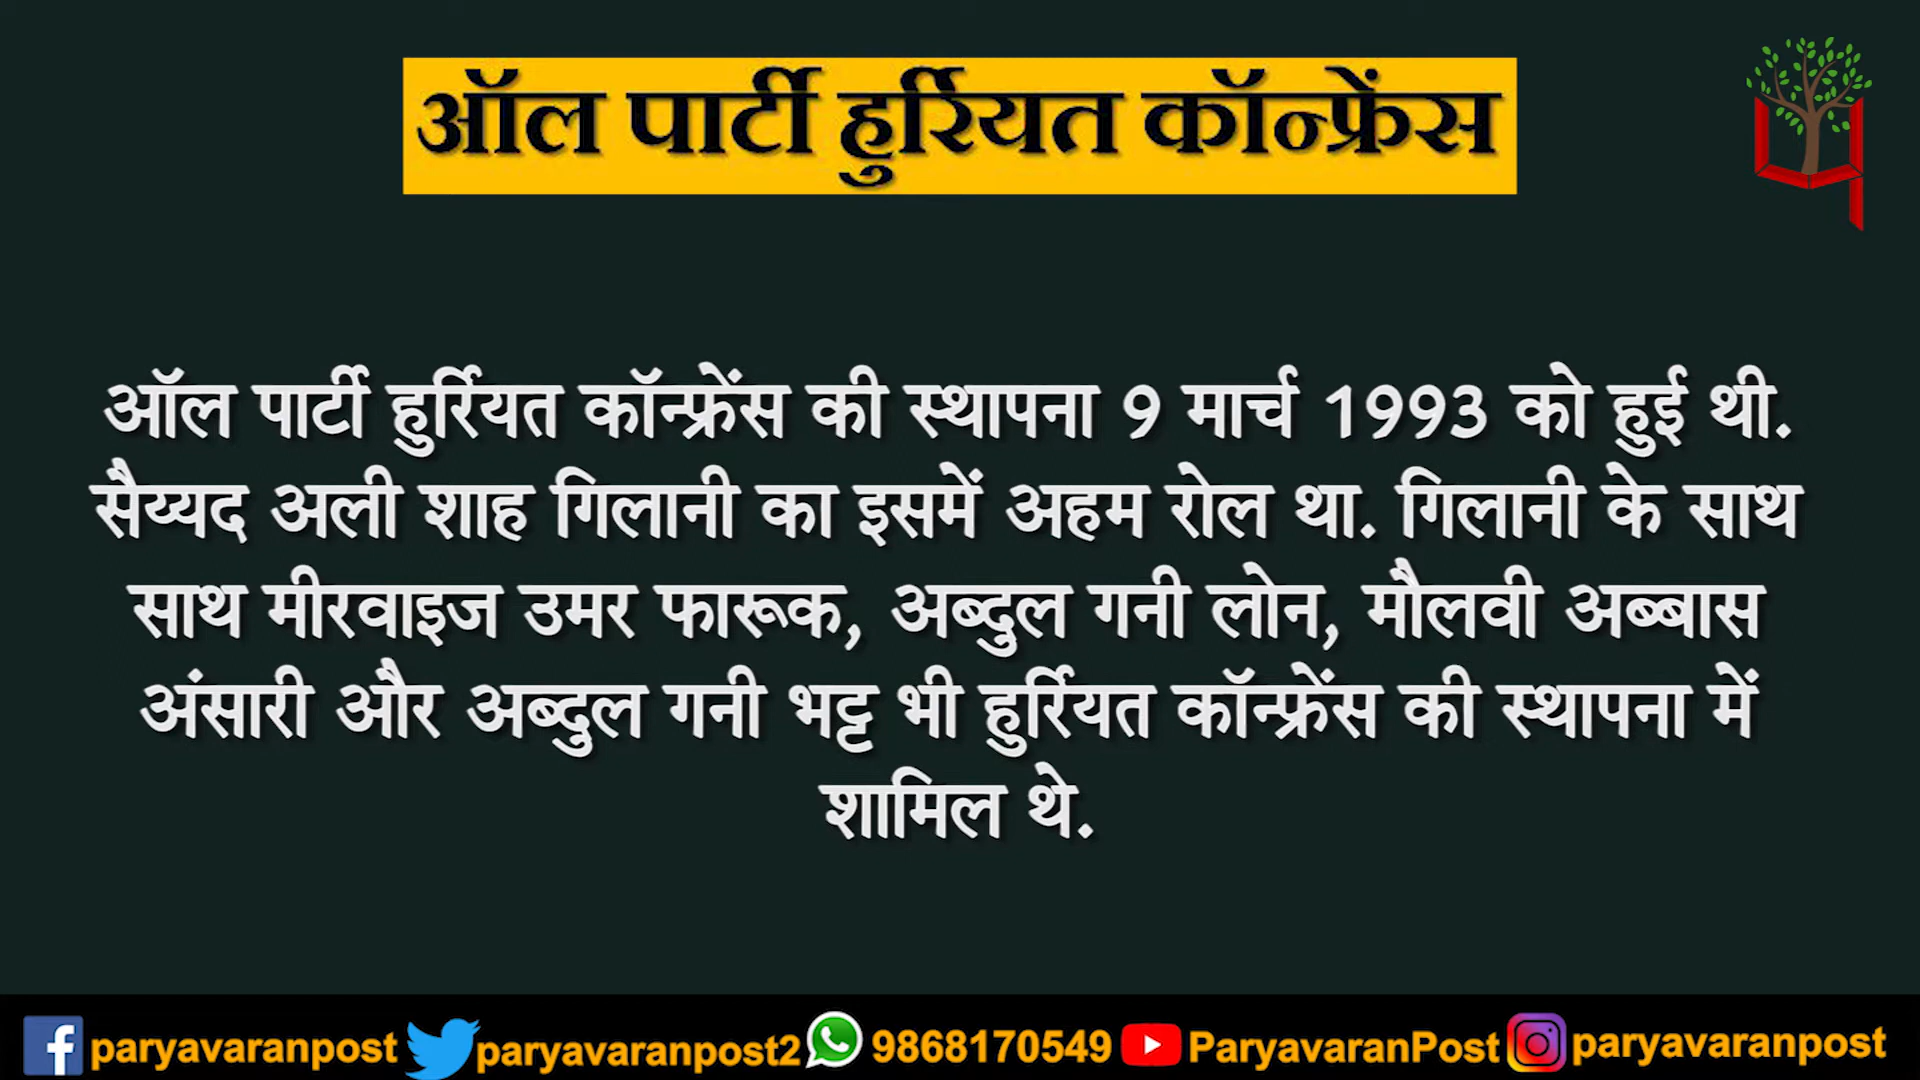 ऑल पार्टी हुर्रियत कॉन्फ्रेंस
ऑल पार्टी हुर्रियत कॉन्फ्रेंस की स्थापना 9 मार्च 1993 को हुई थी.
सैय्यद अली शाह गिलानी का इसमें अहम रोल था. गिलानी के साथ
साथ मीरवाइज उमर फारूक, अब्दुल गनी लोन, मौलवी अब्बास
अंसारी और अब्दुल गनी भट्ट भी हुर्रियत कॉन्फ्रेंस की स्थापना में
शामिल थे.
paryavaranpost paryavaranpost2 9868170549 ParyavaranPost paryavaranpost